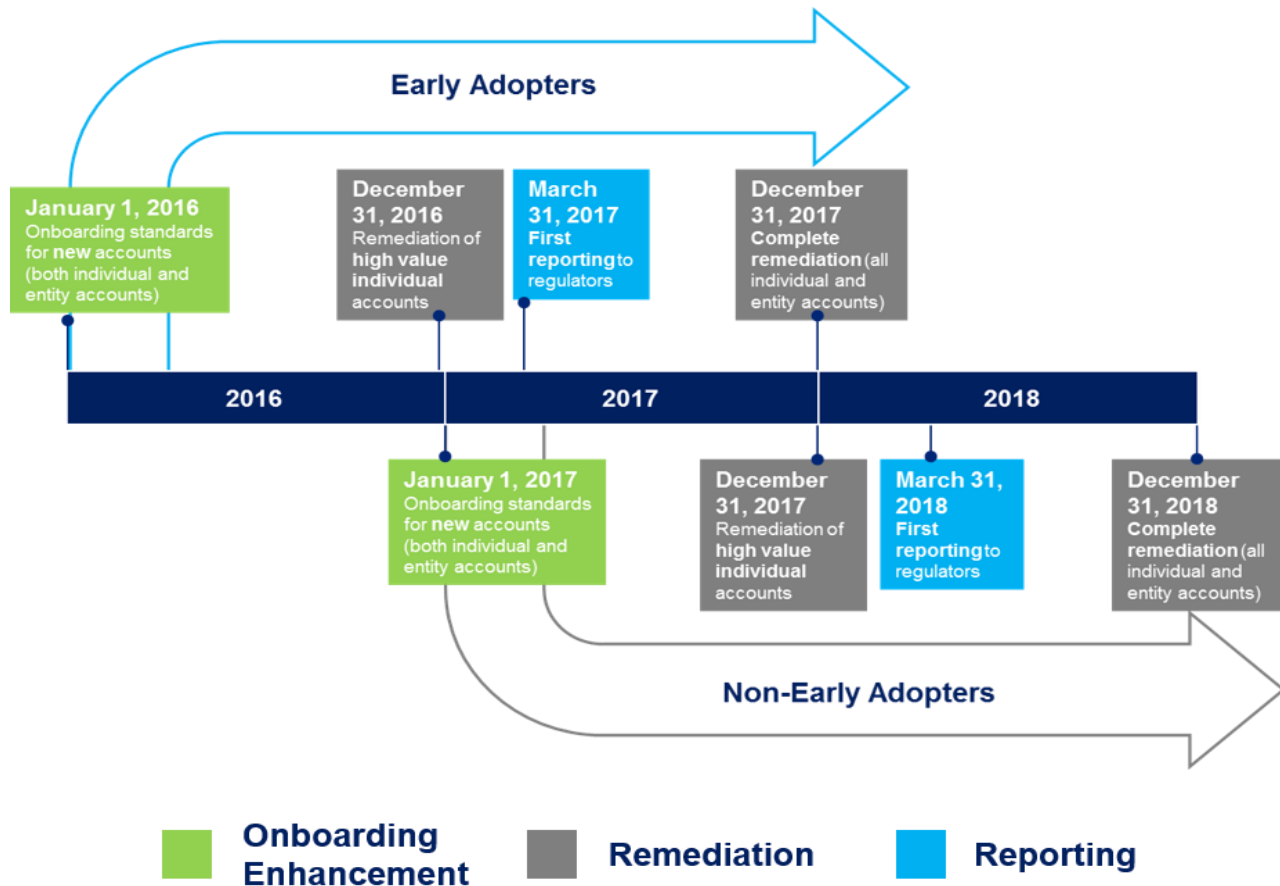 Early Adopters
January 1, 2016
Onboarding standards
for new accounts
(both individual and
entity accounts)
December
31, 2016
Remediation of
high value
individual
accounts
March
31, 2017
First
reporting to
regulators
December
31, 2017
Complete
remediation (all
individual and
entity accounts)
2016
2017
2018
January 1, 2017
Onboarding standards
for new accounts
(both individual and
entity accounts)
December
31, 2017
Remediation of
high value
individual
accounts
March 31,
2018
First
reporting to
regulators
December
31, 2018
Complete
remediation (all
individual and
entity accounts)
Non-Early Adopters
Onboarding
Enhancement
Remediation
Reporting